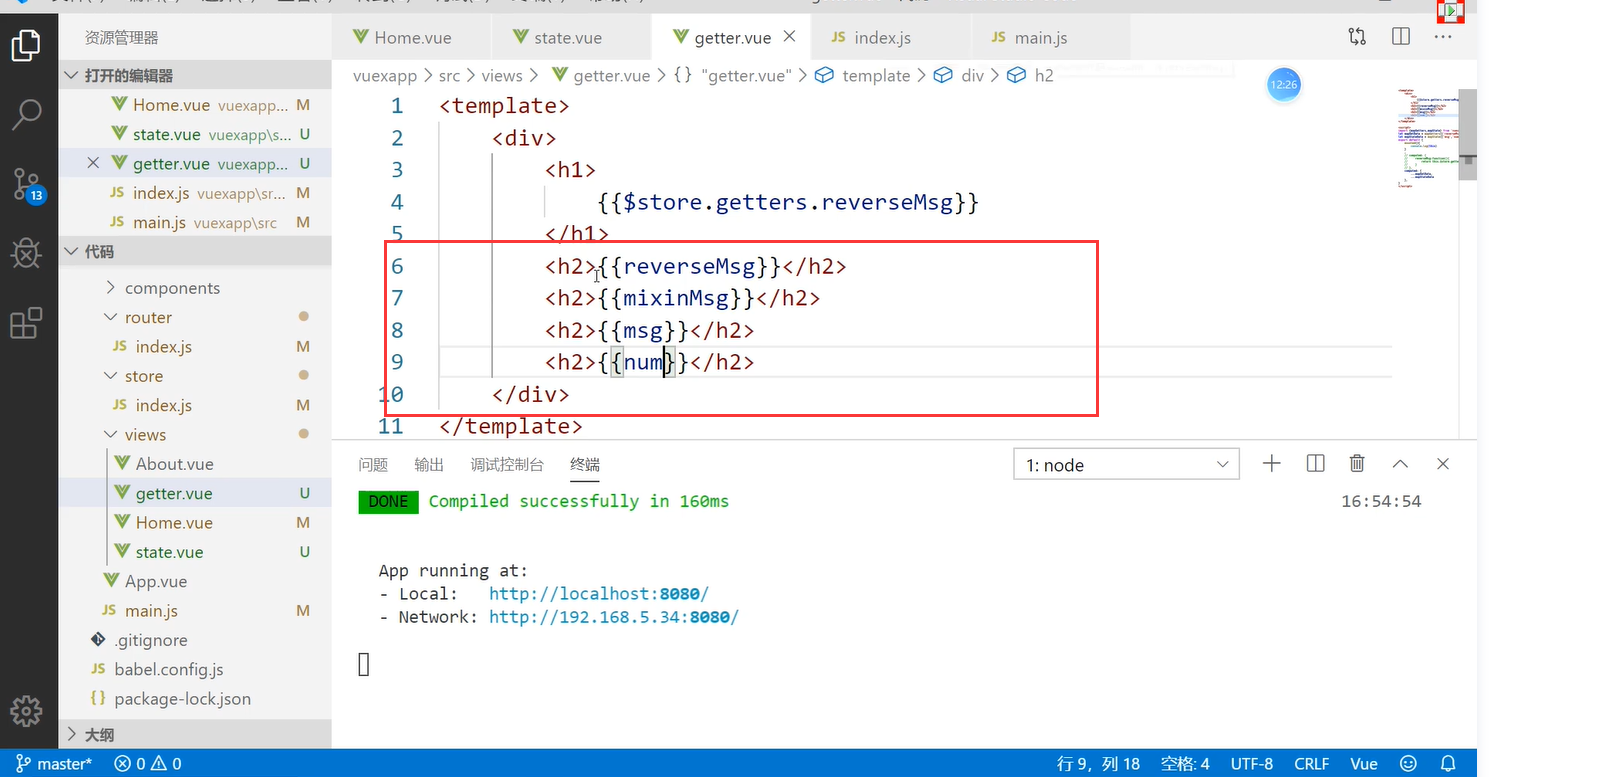 资源管理器
Home.vue
state.vue
getter.vue
JS index.js
JS main.js
打开的编辑器
vuexapp > src > views > getter.vue > {} "getter.vue" > template > div > h2
12:26
Home.vue vuexapp... M
state.vue vuexapp\s... U
getter.vue vuexapp... U
JS index.js vuexapp\sr... M
JS main.js vuexapp\src M
代码
components
router
JS index.js M
store
JS index.js M
views
About.vue
getter.vue U
Home.vue M
state.vue U
App.vue
JS main.js M
.gitignore
JS babel.config.js
{} package-lock.json
大纲
13
1 <template>
2 <div>
3 <h1>
4 {{$store.getters.reverseMsg}}
5 </h1>
6 <h2>{{reverseMsg}}</h2>
7 <h2>{{mixinMsg}}</h2>
8 <h2>{{msg}}</h2>
9 <h2>{{num}}</h2>
10 </div>
11 </template>
问题 输出 调试控制台 终端
1: node
DONE Compiled successfully in 160ms 16:54:54
App running at:
- Local: http://localhost:8080/
- Network: http://192.168.5.34:8080/
master* 0 0 行 9，列 18 空格: 4 UTF-8 CRLF Vue